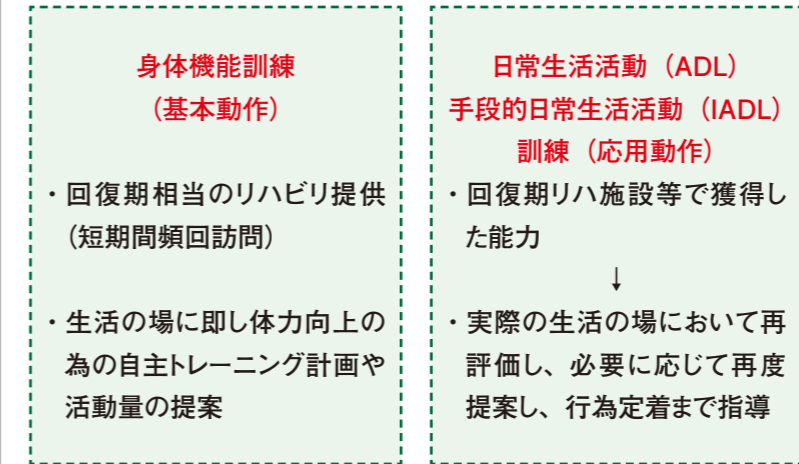 身体機能訓練
（基本動作）
・回復期相当のリハビリ提供
（短期間頻回訪問）
・生活の場に即し体力向上の
為の自主トレーニング計画や
活動量の提案
日常生活活動（ADL）
手段的日常生活活動（IADL）
訓練（応用動作）
・回復期リハ施設等で獲得し
た能力
↓
・実際の生活の場において再
評価し、必要に応じて再度
提案し、行為定着まで指導